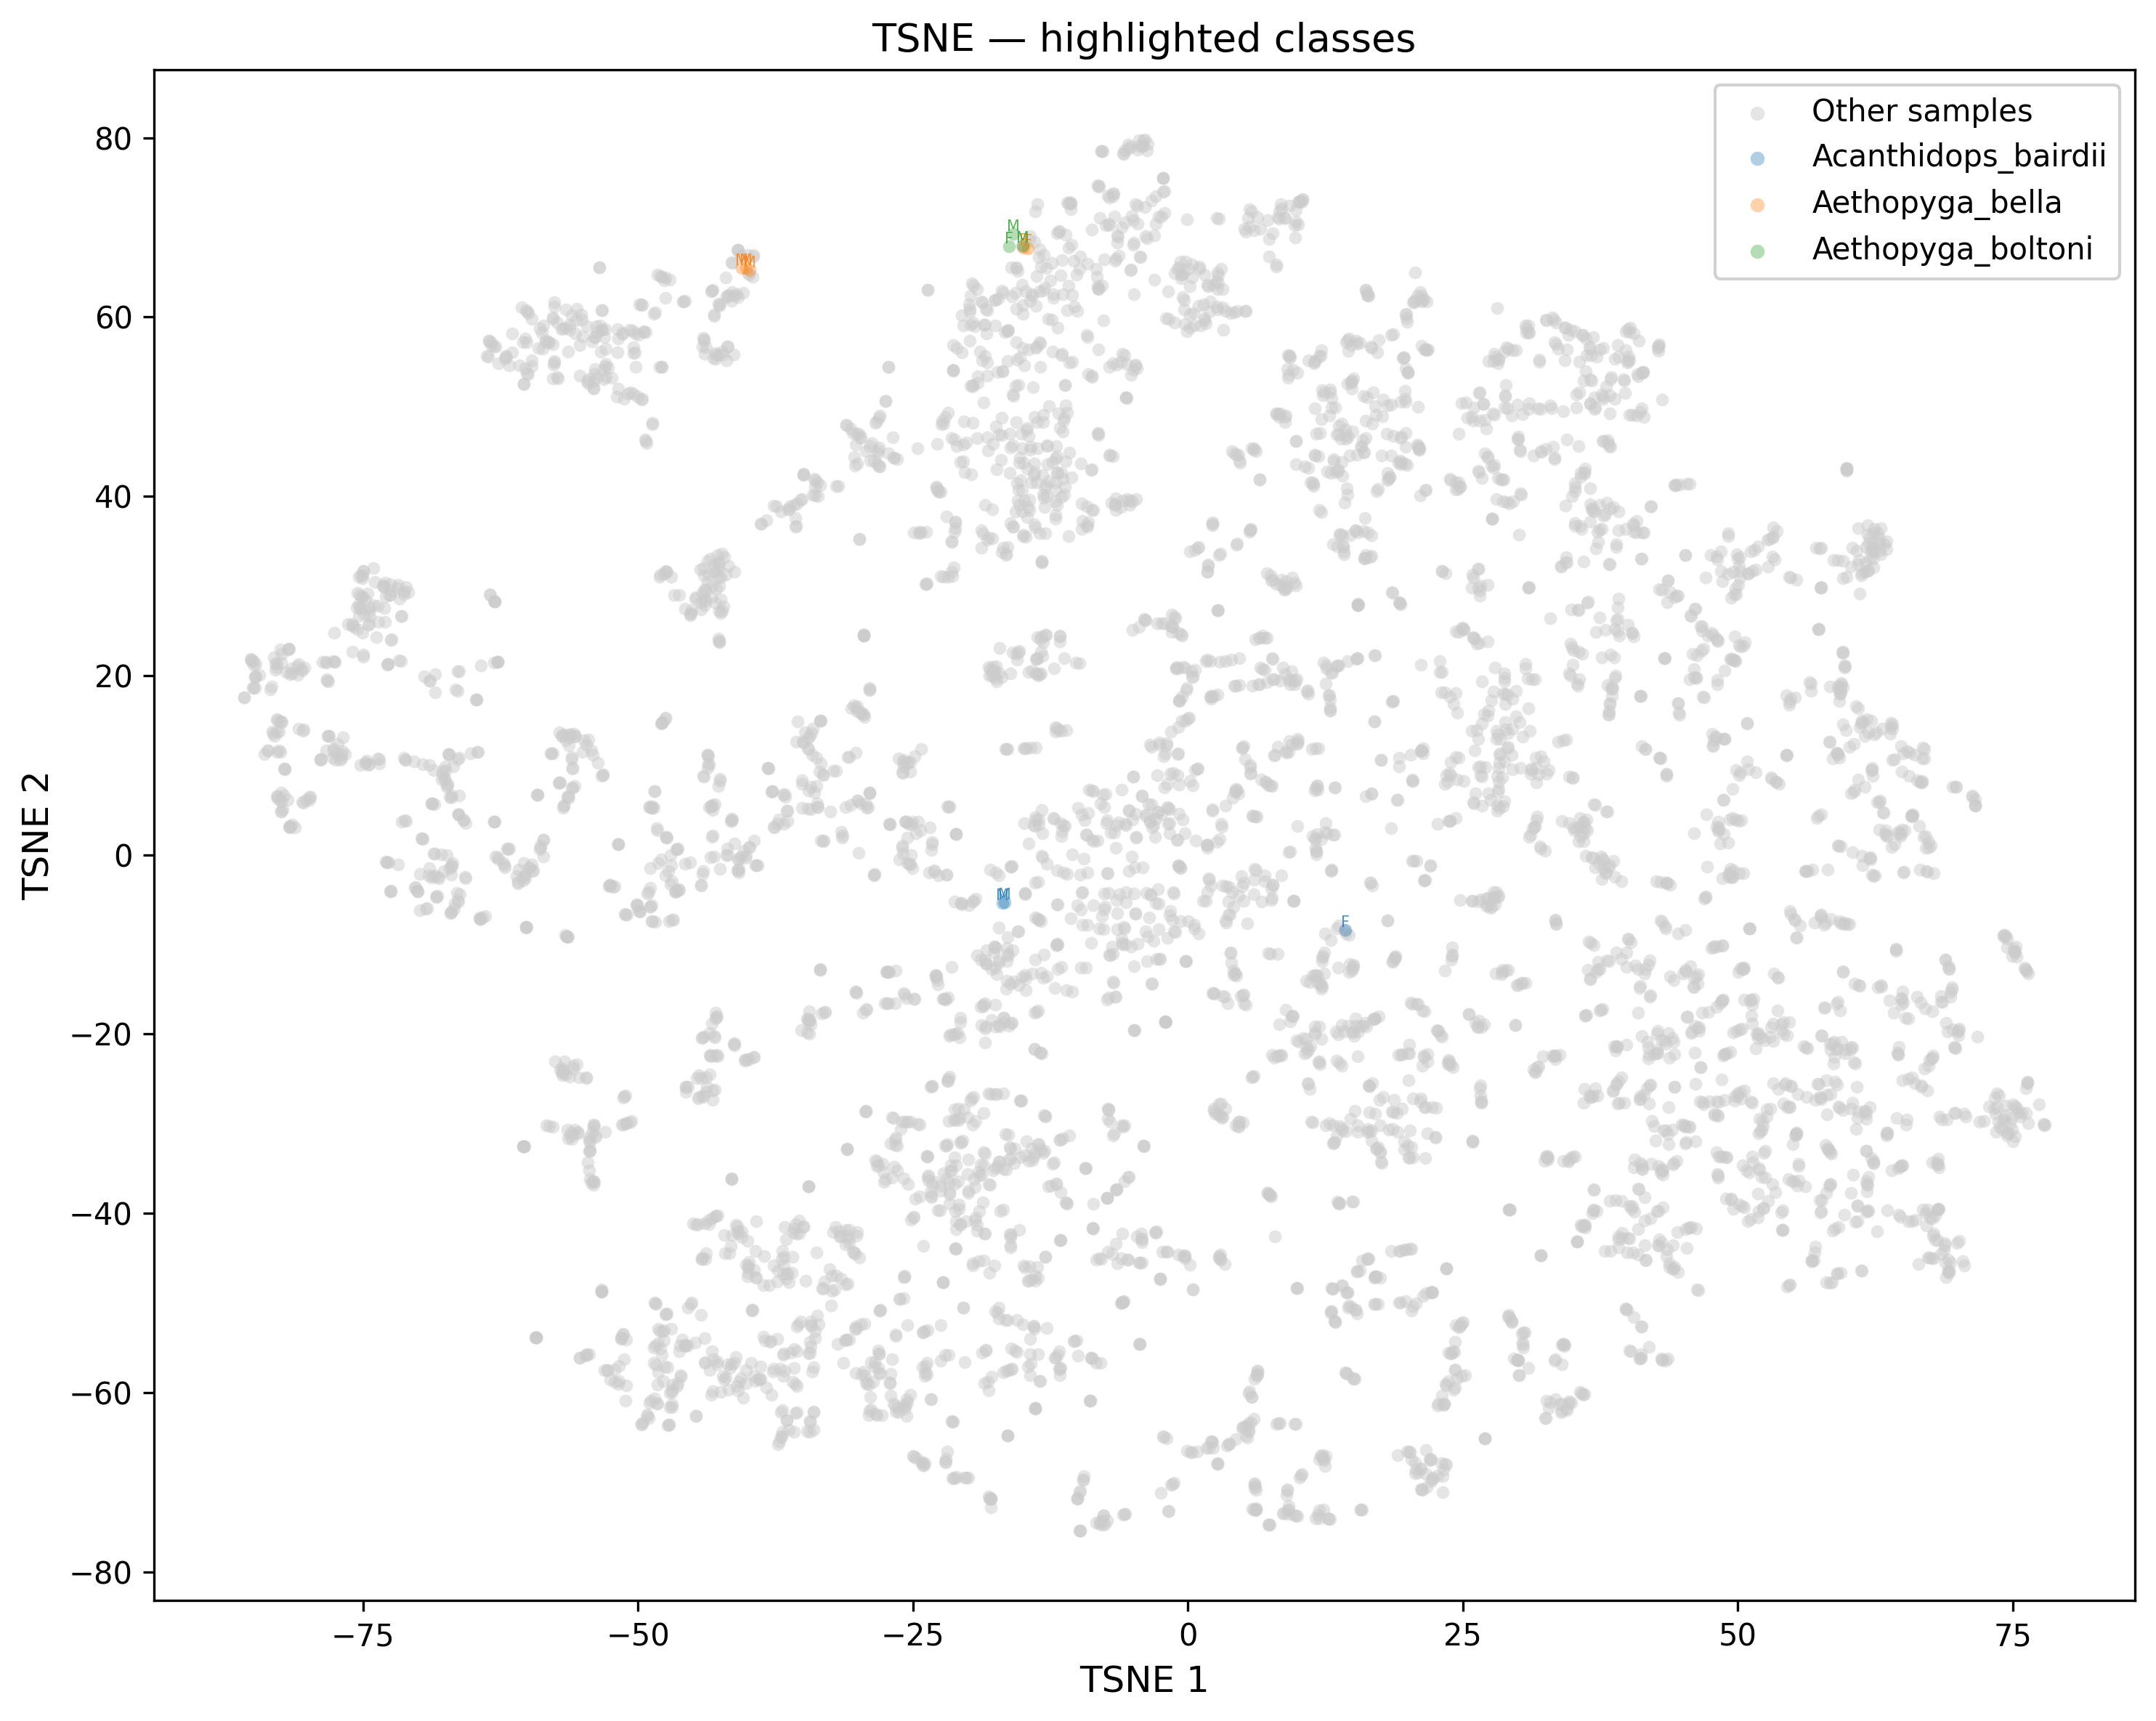 TSNE — highlighted classes
Other samples
Acanthidops_bairdii
Aethopyga_bella
Aethopyga_boltoni
80
60
40
20
0
−20
−40
−60
−80
TSNE 2
M
F
M
F
−75
−50
−25
0
25
50
75
TSNE 1